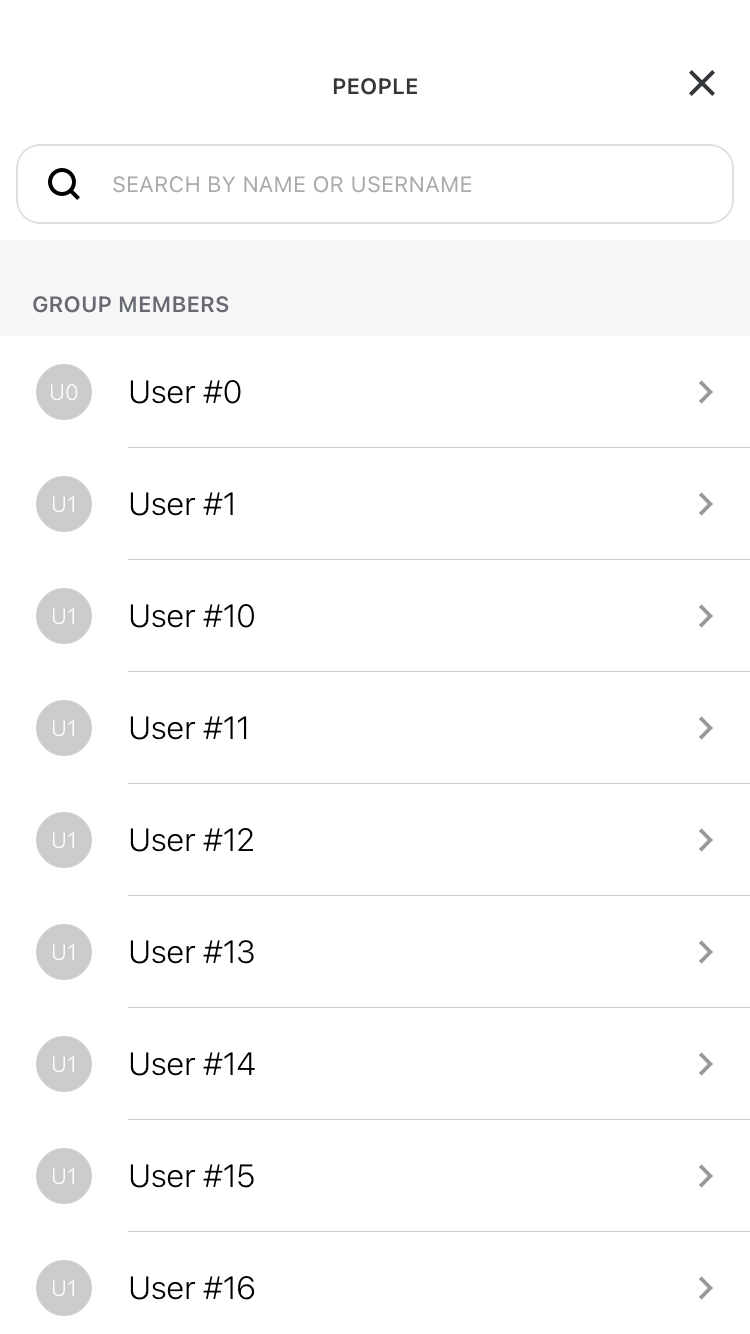 PEOPLE
SEARCH BY NAME OR USERNAME
GROUP MEMBERS
U0 User #0
U1 User #1
U1 User #10
U1 User #11
U1 User #12
U1 User #13
U1 User #14
U1 User #15
U1 User #16